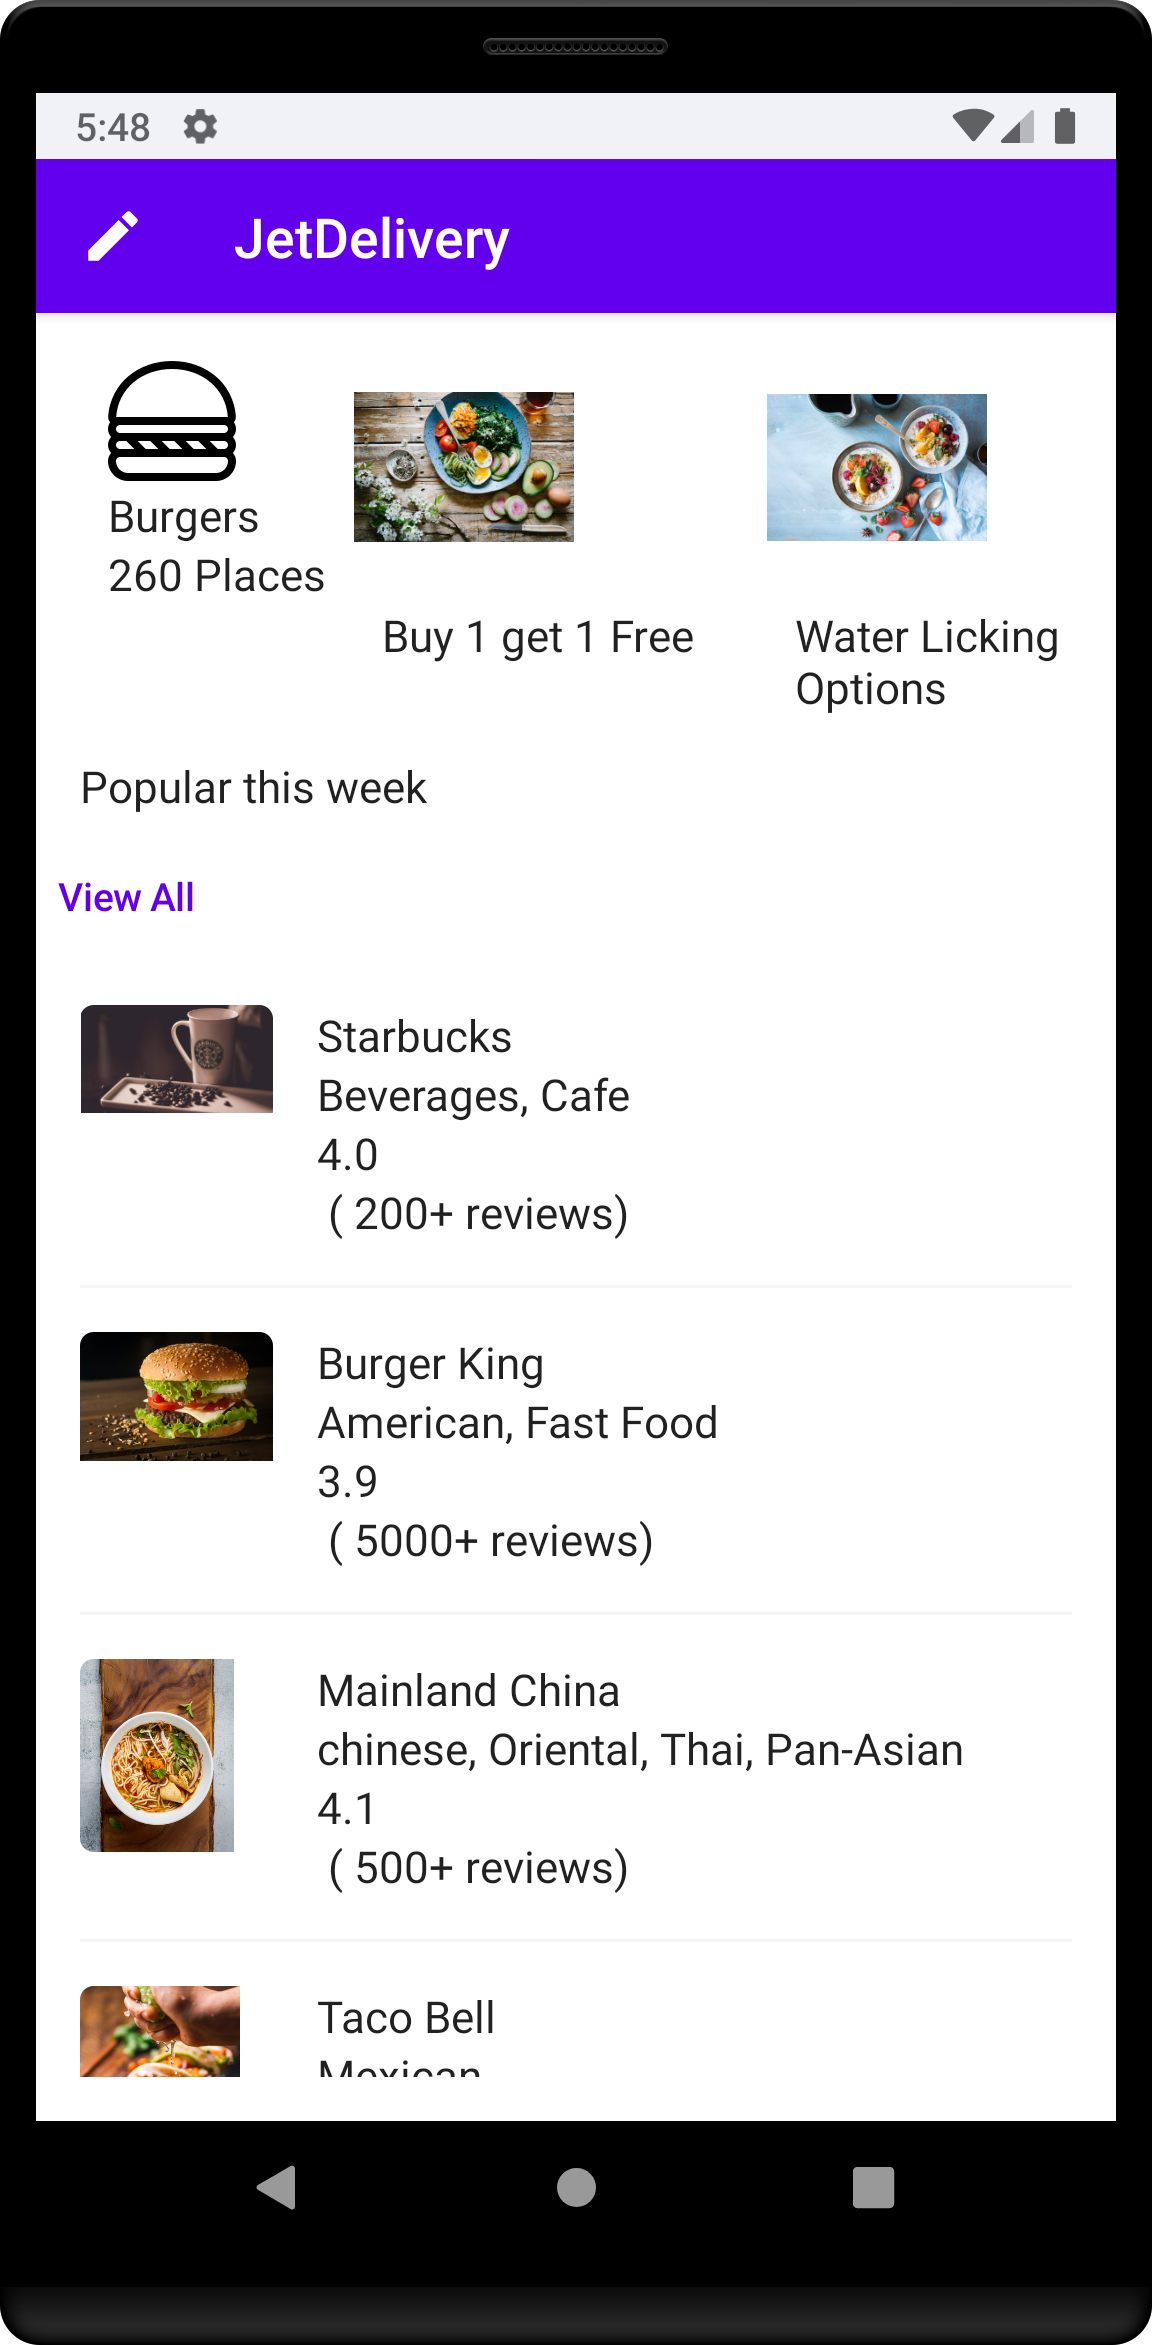 5:48
JetDelivery
Burgers
260 Places
Buy 1 get 1 Free
Water Licking
Options
Popular this week
View All
Starbucks
Beverages, Cafe
4.0
( 200+ reviews)
Burger King
American, Fast Food
3.9
( 5000+ reviews)
Mainland China
chinese, Oriental, Thai, Pan-Asian
4.1
( 500+ reviews)
Taco Bell
Mexican